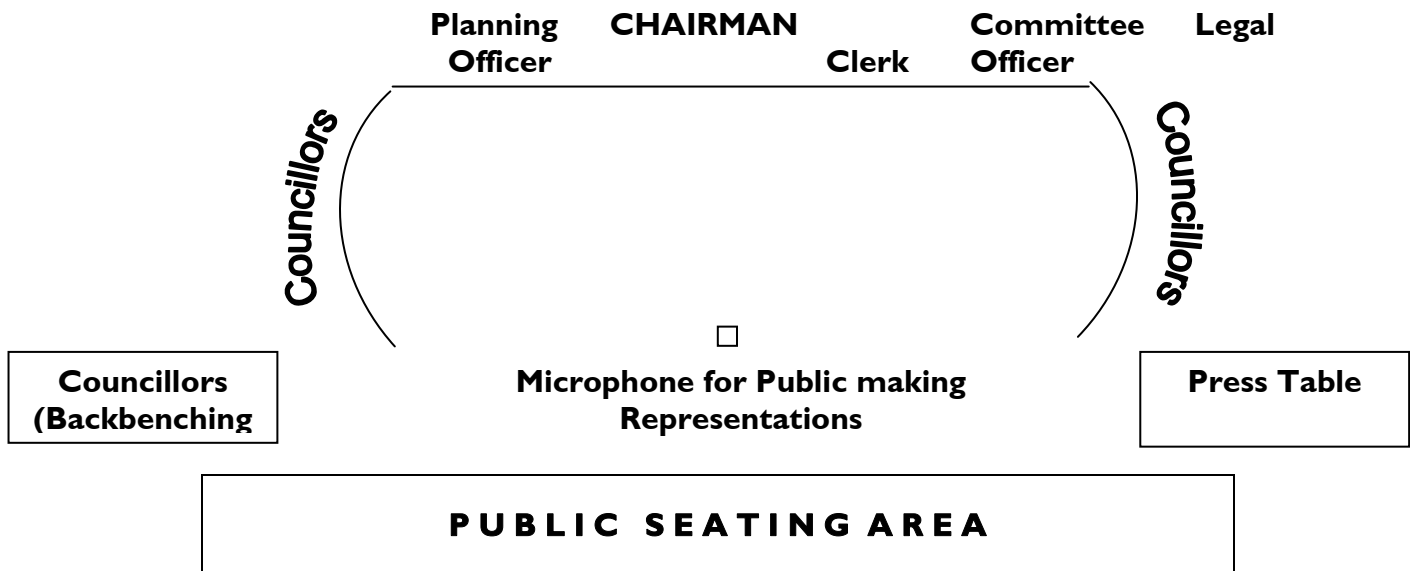 Planning CHAIRMAN Committee Legal
Officer Clerk Officer
Councillors
Councillors
Councillors
(Backbenching
Microphone for Public making
Representations
Press Table
PUBLIC SEATING AREA